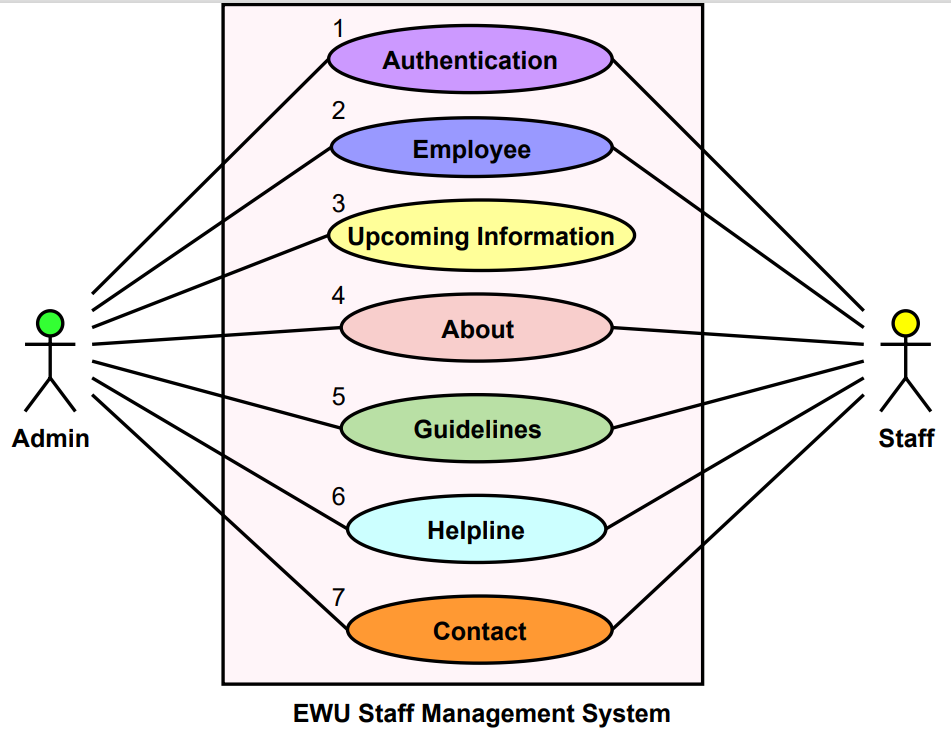 1
Authentication
2
Employee
3
Upcoming Information
4
About
5
Guidelines
6
Helpline
7
Contact
Admin
Staff
EWU Staff Management System